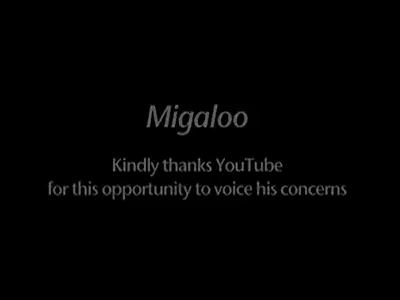 Migaloo
Kindly thanks YouTube
for this opportunity to voice his concerns